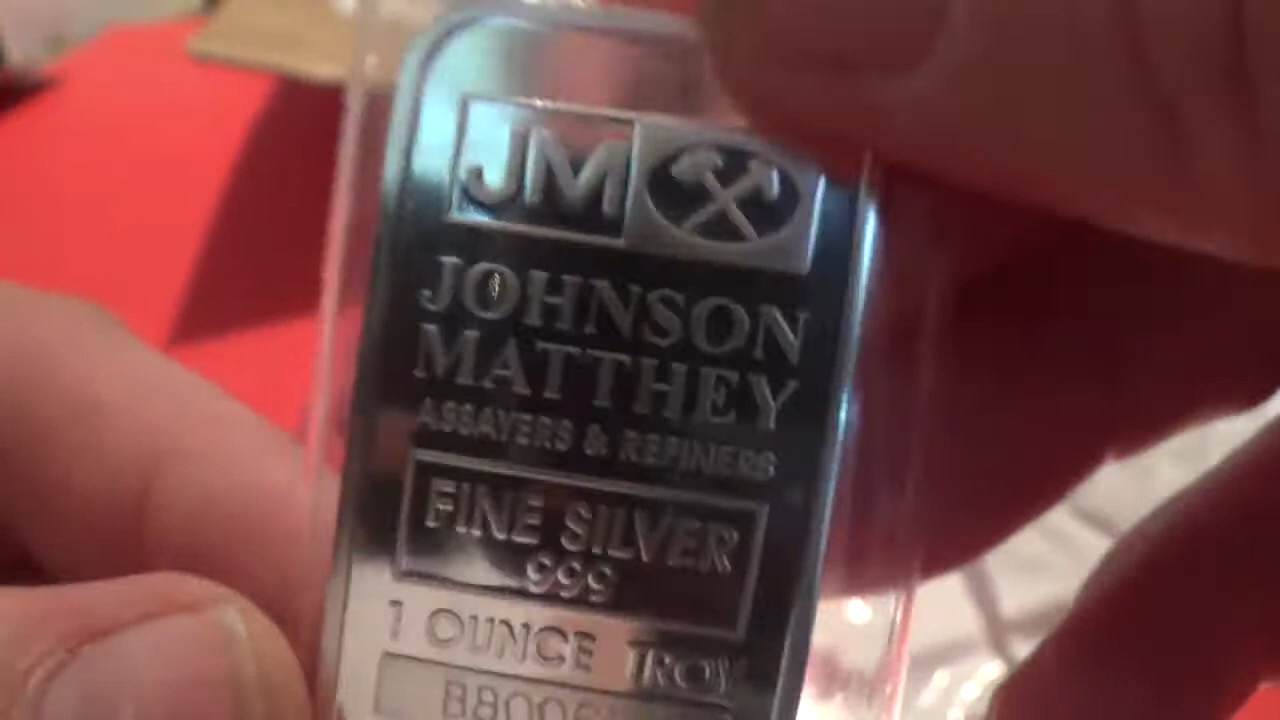 JM
JOHNSON
MATTHEY
ASSAYERS & REFINERS
FINE SILVER
999
1 OUNCE TROY